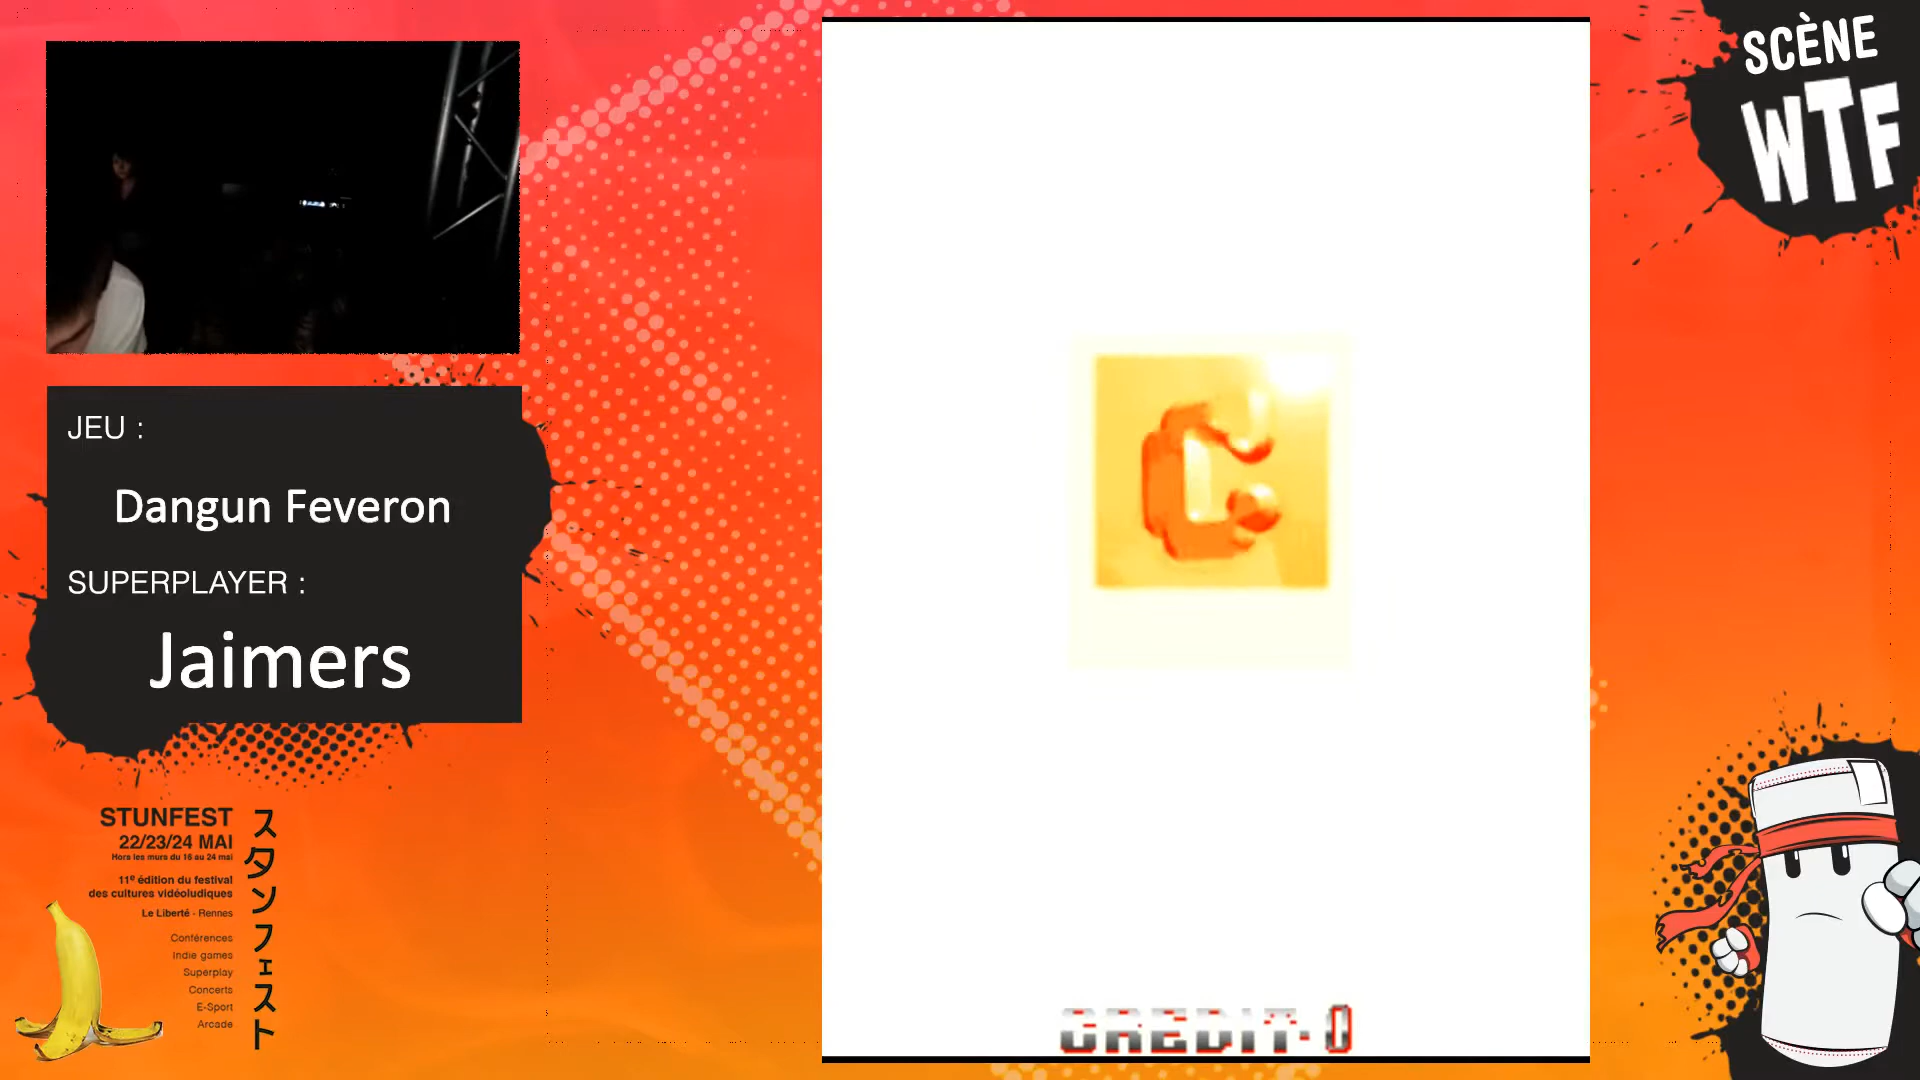 SCÈNE
WTF
JEU :
Dangun Feveron
SUPERPLAYER :
Jaimers
STUNFEST
22/23/24 MAI
Hors les murs du 16 au 24 mai
11e édition du festival
des cultures vidéoludiques
Le Liberté - Rennes
Conférences
Indie games
Superplay
Concerts
E-Sport
Arcade
スタンフェスト
C
CREDIT·0